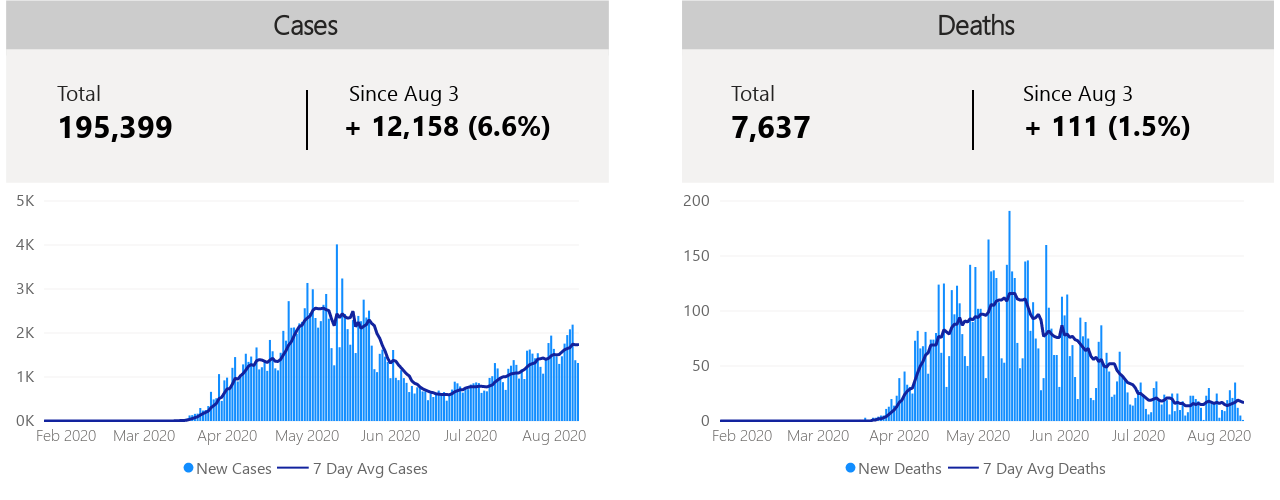 Cases
Total
195,399
Since Aug 3
+ 12,158 (6.6%)
5K
4K
3K
2K
1K
0K
Feb 2020 Mar 2020 Apr 2020 May 2020 Jun 2020 Jul 2020 Aug 2020
New Cases 7 Day Avg Cases
Deaths
Total
7,637
Since Aug 3
+ 111 (1.5%)
200
150
100
50
0
Feb 2020 Mar 2020 Apr 2020 May 2020 Jun 2020 Jul 2020 Aug 2020
New Deaths 7 Day Avg Deaths